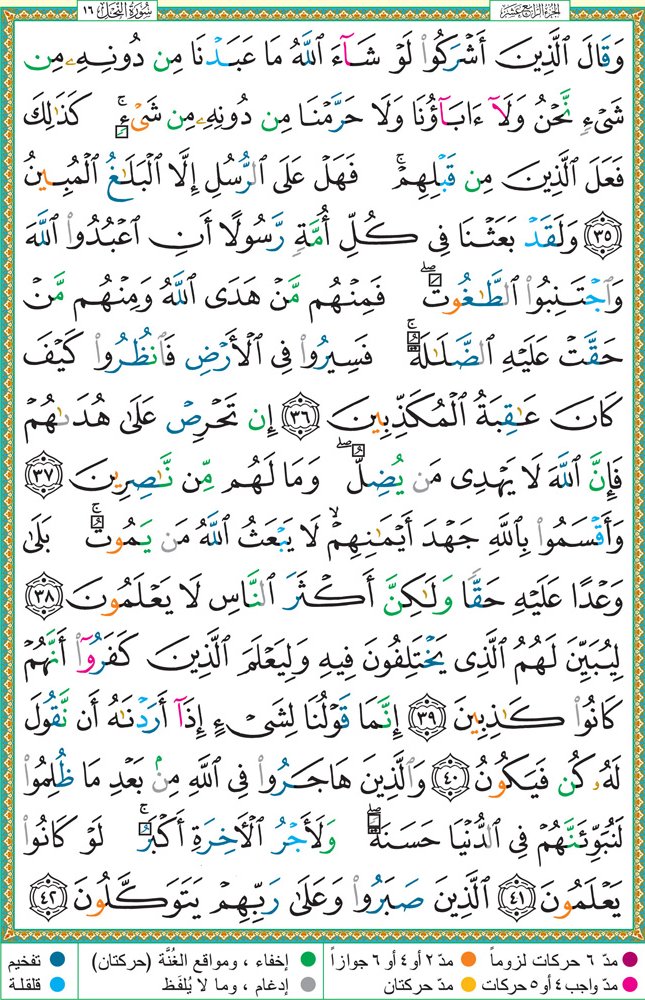 الجزء الرابع عشر
سورة النحل ١٦
وَقَالَ ٱلَّذِينَ أَشْرَكُوا۟ لَوْ شَآءَ ٱللَّهُ مَا عَبَدْنَا مِن دُونِهِۦ مِن
شَىْءٍ نَّحْنُ وَلَآ ءَابَآؤُنَا وَلَا حَرَّمْنَا مِن دُونِهِۦ مِن شَىْءٍ ۚ كَذَٰلِكَ
فَعَلَ ٱلَّذِينَ مِن قَبْلِهِمْ ۚ فَهَلْ عَلَى ٱلرُّسُلِ إِلَّا ٱلْبَلَٰغُ ٱلْمُبِينُ
٣٥ وَلَقَدْ بَعَثْنَا فِى كُلِّ أُمَّةٍ رَّسُولًا أَنِ ٱعْبُدُوا۟ ٱللَّهَ
وَٱجْتَنِبُوا۟ ٱلطَّٰغُوتَ ۖ فَمِنْهُم مَّنْ هَدَى ٱللَّهُ وَمِنْهُم مَّنْ
حَقَّتْ عَلَيْهِ ٱلضَّلَٰلَةُ ۚ فَسِيرُوا۟ فِى ٱلْأَرْضِ فَٱنظُرُوا۟ كَيْفَ
كَانَ عَٰقِبَةُ ٱلْمُكَذِّبِينَ ٣٦ إِن تَحْرِصْ عَلَىٰ هُدَىٰهُمْ
فَإِنَّ ٱللَّهَ لَا يَهْدِى مَن يُضِلُّ ۖ وَمَا لَهُم مِّن نَّٰصِرِينَ ٣٧
وَأَقْسَمُوا۟ بِٱللَّهِ جَهْدَ أَيْمَٰنِهِمْ ۙ لَا يَبْعَثُ ٱللَّهُ مَن يَمُوتُ ۚ بَلَىٰ
وَعْدًا عَلَيْهِ حَقًّا وَلَٰكِنَّ أَكْثَرَ ٱلنَّاسِ لَا يَعْلَمُونَ ٣٨
لِيُبَيِّنَ لَهُمُ ٱلَّذِى يَخْتَلِفُونَ فِيهِ وَلِيَعْلَمَ ٱلَّذِينَ كَفَرُوٓا۟ أَنَّهُمْ
كَانُوا۟ كَٰذِبِينَ ٣٩ إِنَّمَا قَوْلُنَا لِشَىْءٍ إِذَآ أَرَدْنَٰهُ أَن نَّقُولَ
لَهُۥ كُن فَيَكُونُ ٤٠ وَٱلَّذِينَ هَاجَرُوا۟ فِى ٱللَّهِ مِنۢ بَعْدِ مَا ظُلِمُوا۟
لَنُبَوِّئَنَّهُمْ فِى ٱلدُّنْيَا حَسَنَةً ۖ وَلَأَجْرُ ٱلْءَاخِرَةِ أَكْبَرُ ۚ لَوْ كَانُوا۟
يَعْلَمُونَ ٤١ ٱلَّذِينَ صَبَرُوا۟ وَعَلَىٰ رَبِّهِمْ يَتَوَكَّلُونَ ٤٢
مدّ ٦ حركات لزوماً مدّ ٢ أو ٤ أو ٦ جوازاً إخفاء ، ومواقع الغُنَّة (حركتان) تفخيم
مدّ واجب ٤ أو ٥ حركات مدّ حركتان إدغام ، وما لا يُلفَظ قلقلة